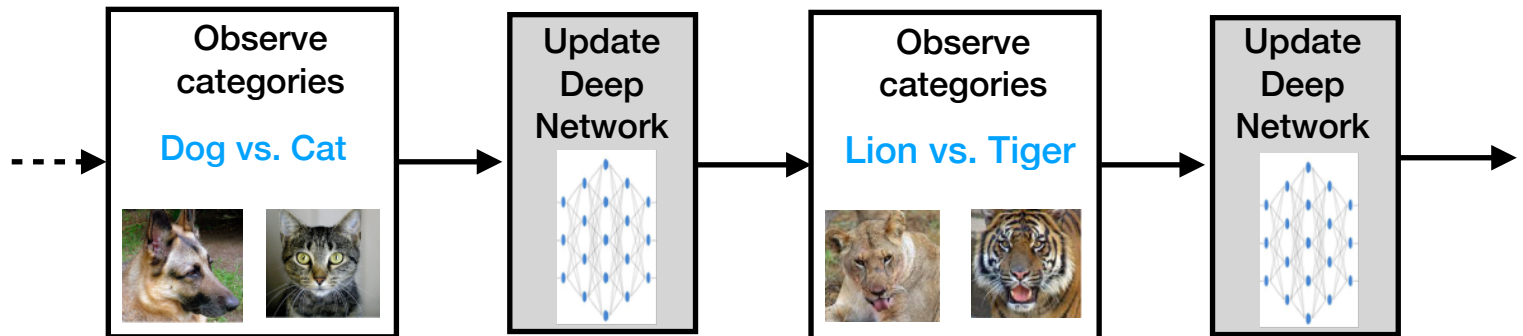 Observe
categories
Dog vs. Cat
Update
Deep
Network
Observe
categories
Lion vs. Tiger
Update
Deep
Network